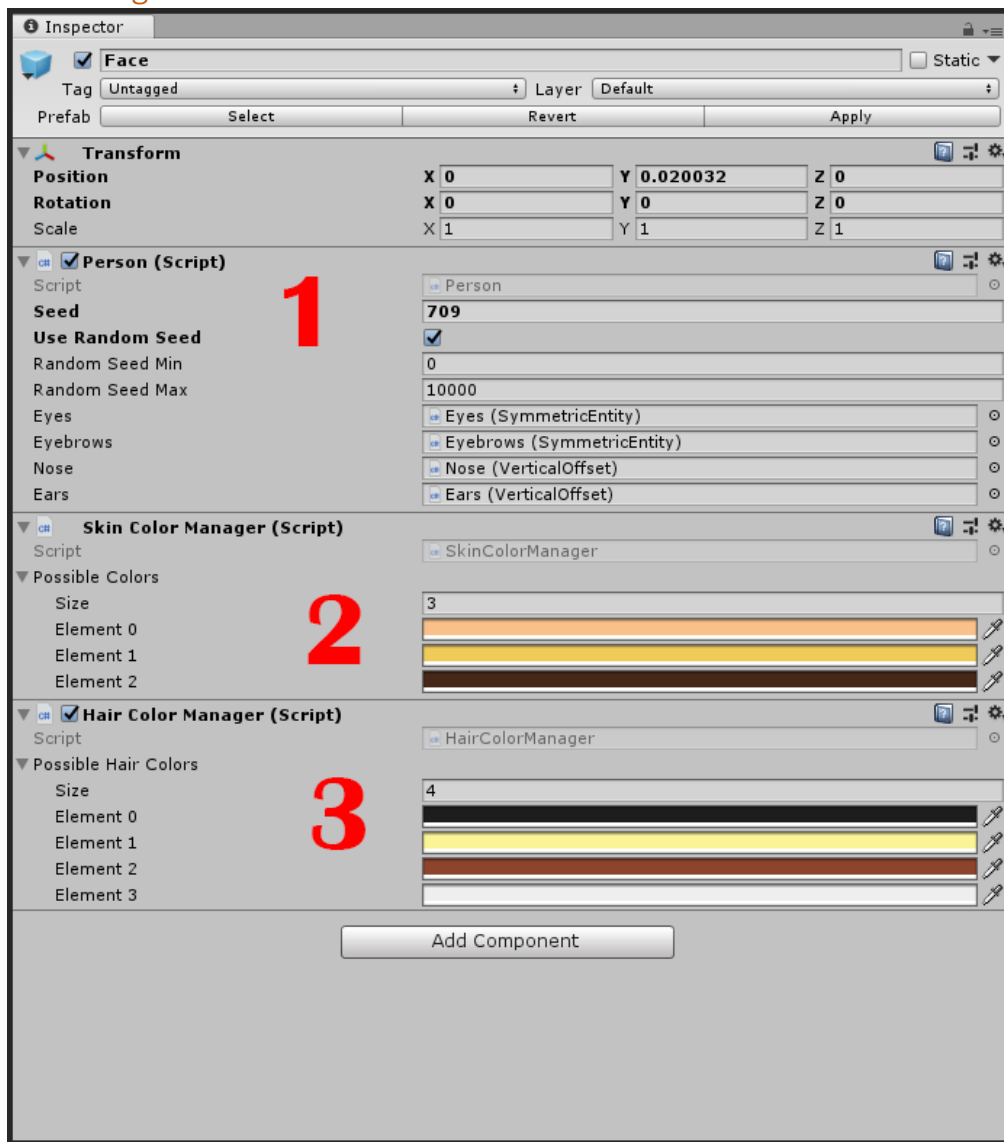 Inspector
Face Static
Tag Untagged Layer Default
Prefab Select Revert Apply
Transform
Position X 0 Y 0.020032 Z 0
Rotation X 0 Y 0 Z 0
Scale X 1 Y 1 Z 1
Person (Script)
1
Script Person
Seed 709
Use Random Seed
Random Seed Min 0
Random Seed Max 10000
Eyes Eyes (SymmetricEntity)
Eyebrows Eyebrows (SymmetricEntity)
Nose Nose (VerticalOffset)
Ears Ears (VerticalOffset)
Skin Color Manager (Script)
Script SkinColorManager
Possible Colors
Size 3
2
Element 0
Element 1
Element 2
Hair Color Manager (Script)
Script HairColorManager
Possible Hair Colors
Size 4
3
Element 0
Element 1
Element 2
Element 3
Add Component